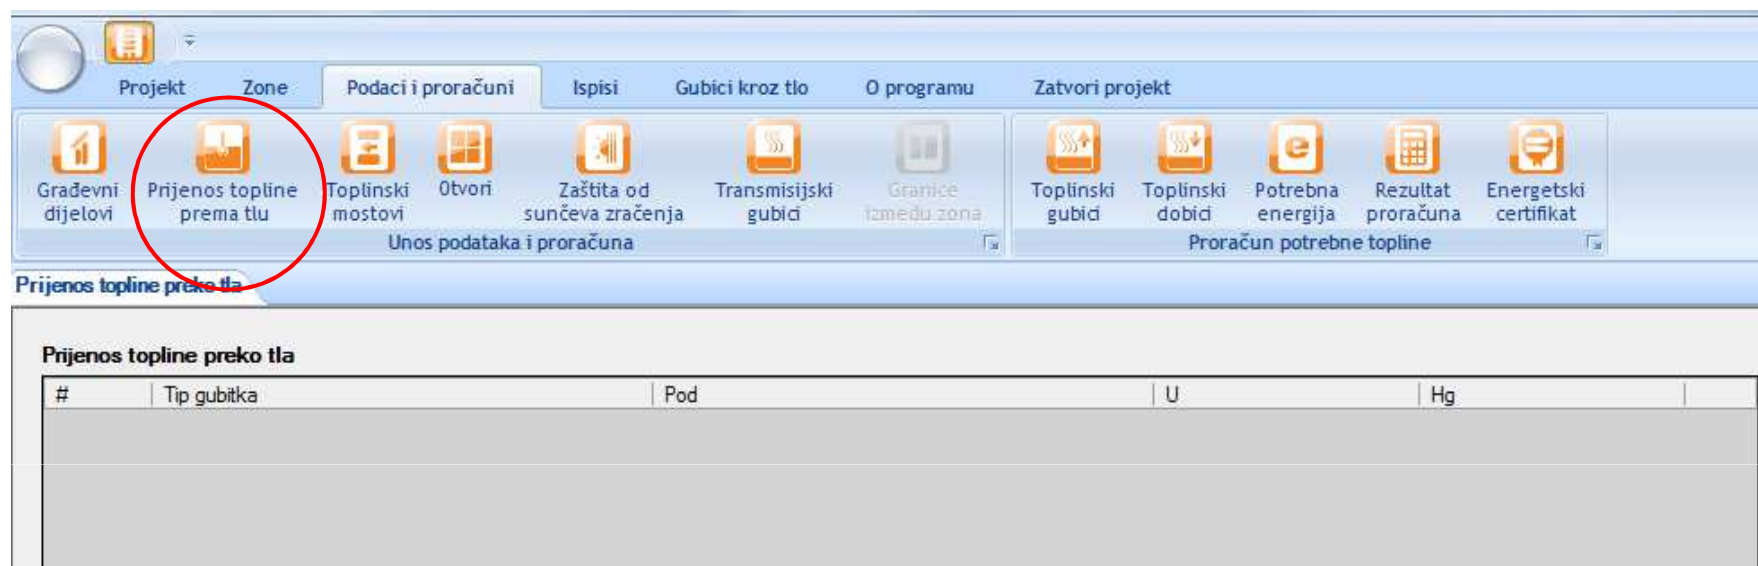 Projekt Zone Podaci i proračuni Ispisi Gubici kroz tlo O programu Zatvori projekt
Građevni dijelovi
Prijenos topline prema tlu
Toplinski mostovi
Otvori
Zaštita od sunčeva zračenja
Transmisijski gubici
Granice između zona
Toplinski gubici
Toplinski dobici
Potrebna energija
Rezultat proračuna
Energetski certifikat
Unos podataka i proračuna
Proračun potrebne topline
Prijenos topline preko tla
Prijenos topline preko tla
# Tip gubitka Pod U Hg